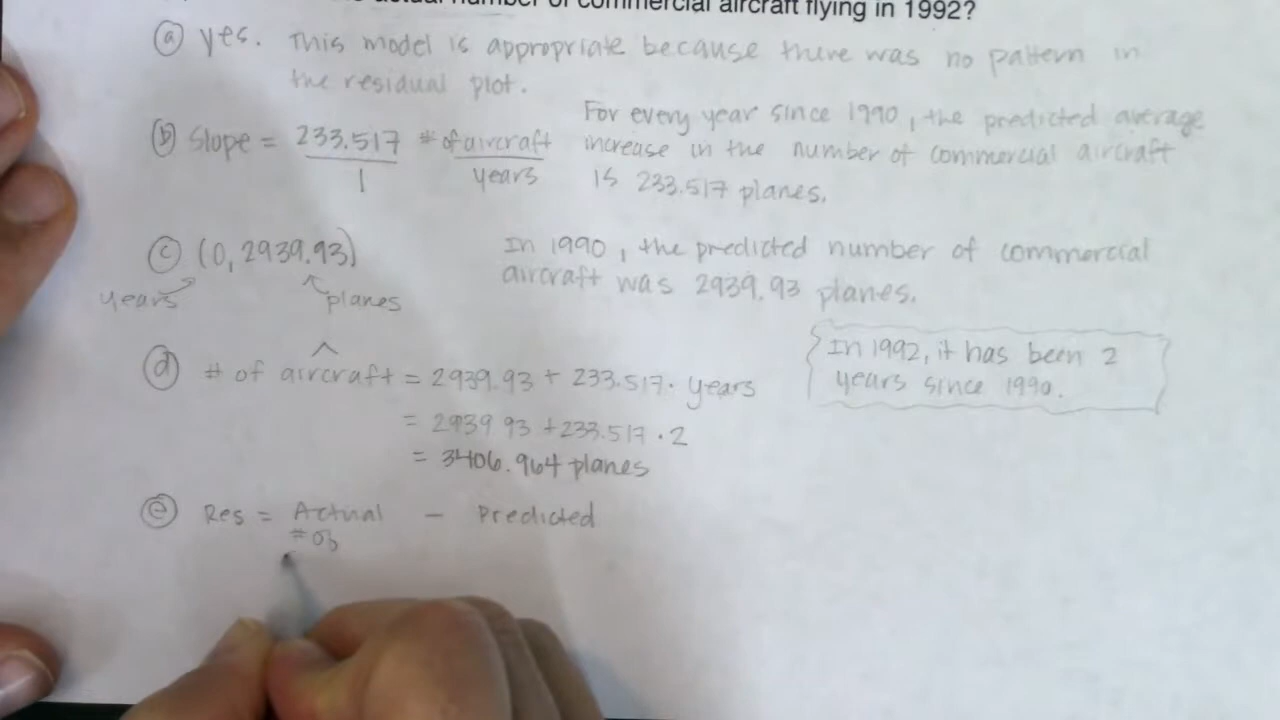 actual number of commercial aircraft flying in 1992?
(a) yes. This model is appropriate because there was no pattern in
the residual plot.
(b) Slope = 233.517 / 1 # of aircraft / years
For every year since 1990, the predicted average
increase in the number of commercial aircraft
is 233.517 planes.
(c) (0, 2939.93)
years planes
In 1990, the predicted number of commercial
aircraft was 2939.93 planes.
(d) # of aircraft^ = 2939.93 + 233.517 · years
= 2939.93 + 233.517 · 2
= 3406.964 planes
In 1992, it has been 2
years since 1990.
(e) Res = Actual − Predicted
# of